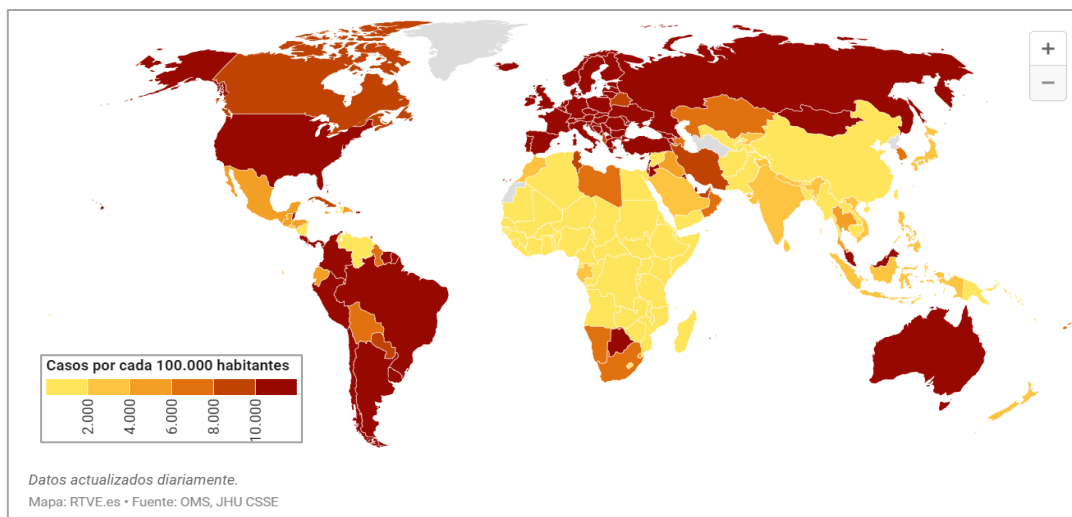 +
−
Casos por cada 100.000 habitantes
2.000
4.000
6.000
8.000
10.000
Datos actualizados diariamente.
Mapa: RTVE.es • Fuente: OMS, JHU CSSE